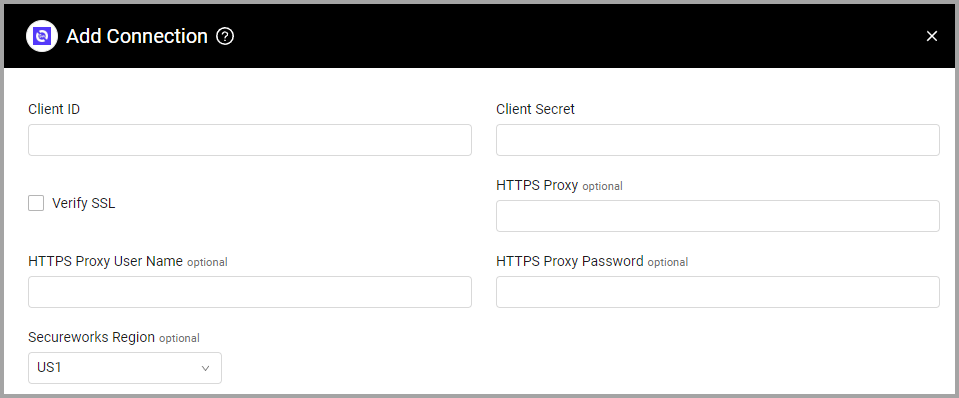 Add Connection ?
Client ID
Client Secret
Verify SSL
HTTPS Proxy optional
HTTPS Proxy User Name optional
HTTPS Proxy Password optional
Secureworks Region optional
US1